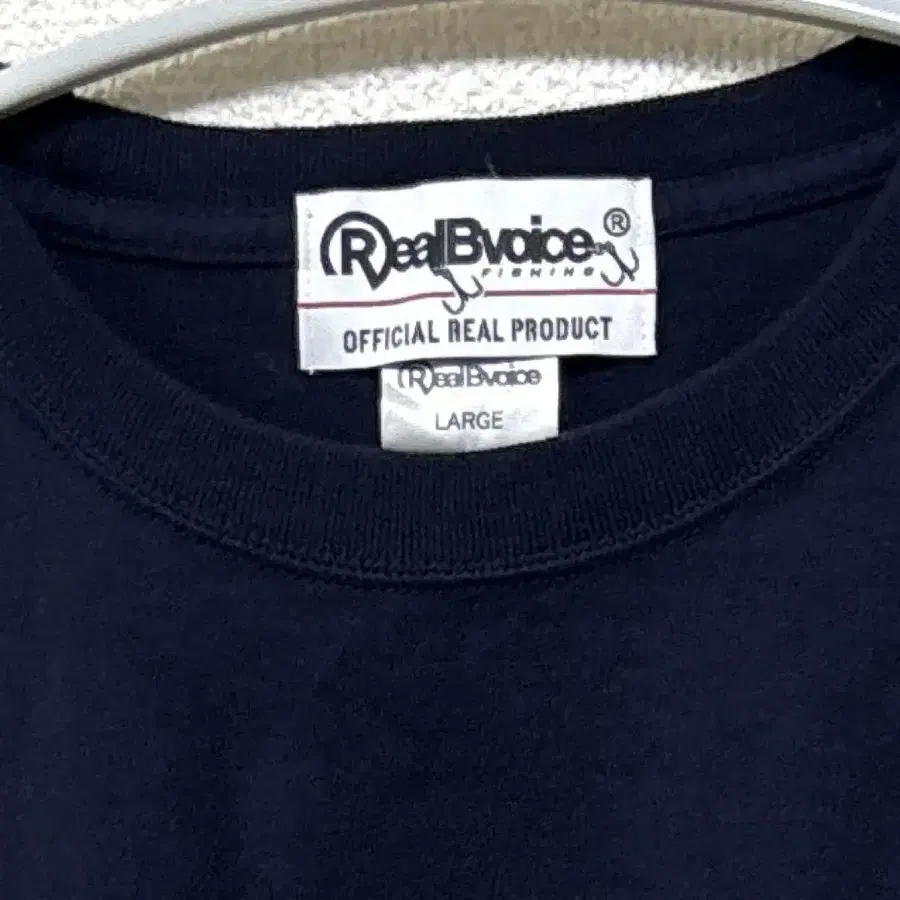 RealBvoice ®
FISHING
OFFICIAL REAL PRODUCT
RealBvoice
LARGE